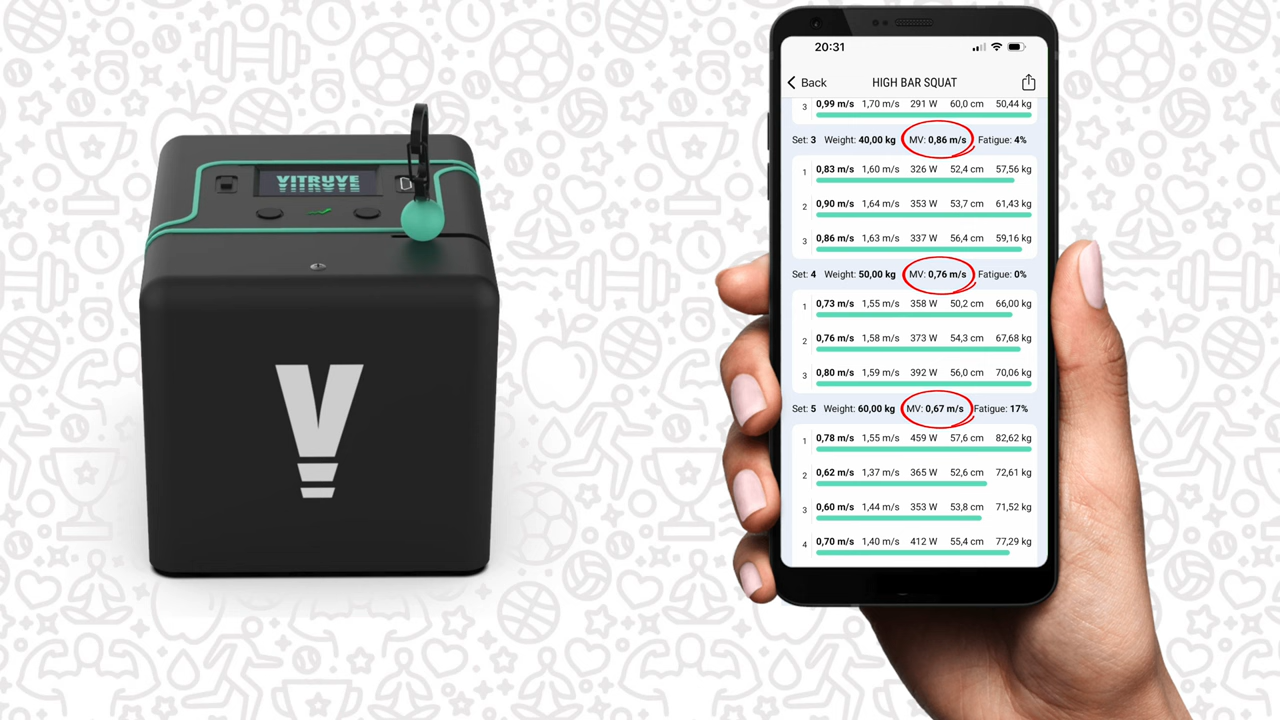 VITRUVE
20:31
Back HIGH BAR SQUAT
3 0,99 m/s 1,70 m/s 291 W 60,0 cm 50,44 kg
Set: 3 Weight: 40,00 kg MV: 0,86 m/s Fatigue: 4%
1 0,83 m/s 1,60 m/s 326 W 52,4 cm 57,56 kg
2 0,90 m/s 1,64 m/s 353 W 53,7 cm 61,43 kg
3 0,86 m/s 1,63 m/s 337 W 56,4 cm 59,16 kg
Set: 4 Weight: 50,00 kg MV: 0,76 m/s Fatigue: 0%
1 0,73 m/s 1,55 m/s 358 W 50,2 cm 66,00 kg
2 0,76 m/s 1,58 m/s 373 W 54,3 cm 67,68 kg
3 0,80 m/s 1,59 m/s 392 W 56,0 cm 70,06 kg
Set: 5 Weight: 60,00 kg MV: 0,67 m/s Fatigue: 17%
1 0,78 m/s 1,55 m/s 459 W 57,6 cm 82,62 kg
2 0,62 m/s 1,37 m/s 365 W 52,6 cm 72,61 kg
3 0,60 m/s 1,44 m/s 353 W 53,8 cm 71,52 kg
4 0,70 m/s 1,40 m/s 412 W 55,4 cm 77,29 kg